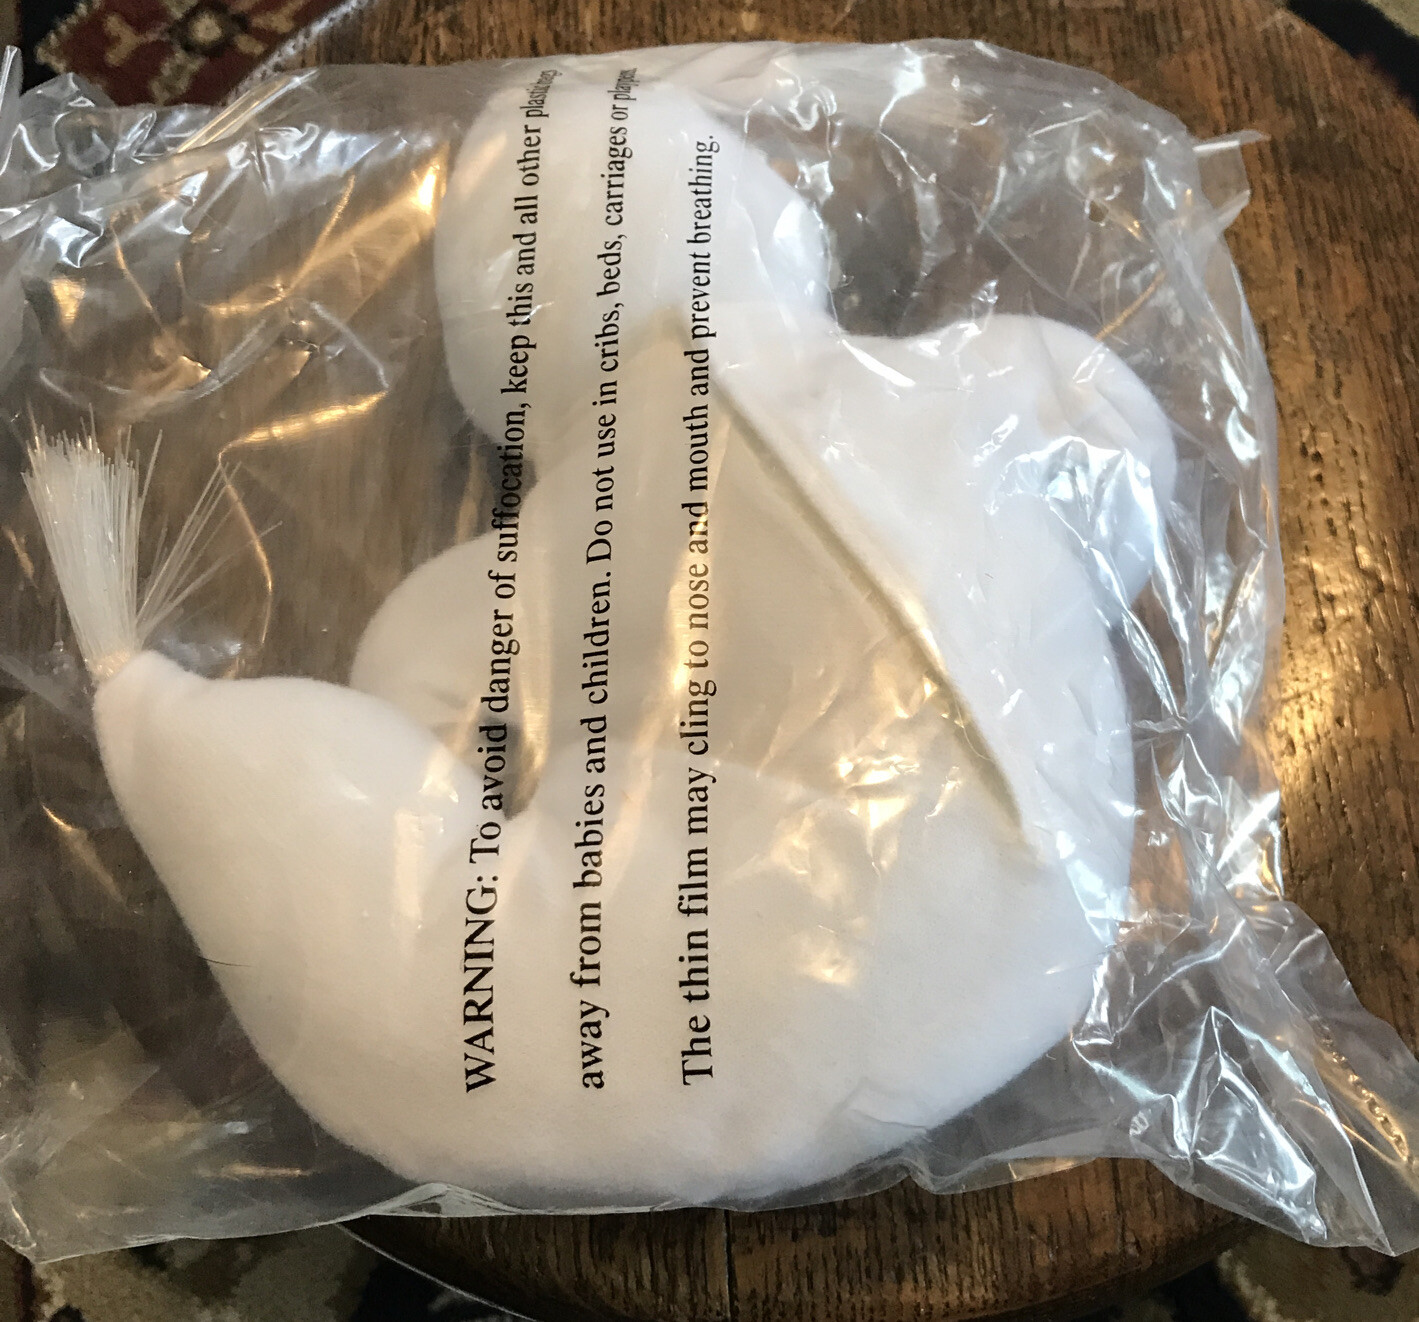 WARNING: To avoid danger of suffocation, keep this and all other plastic bags
away from babies and children. Do not use in cribs, beds, carriages or playpens.
The thin film may cling to nose and mouth and prevent breathing.